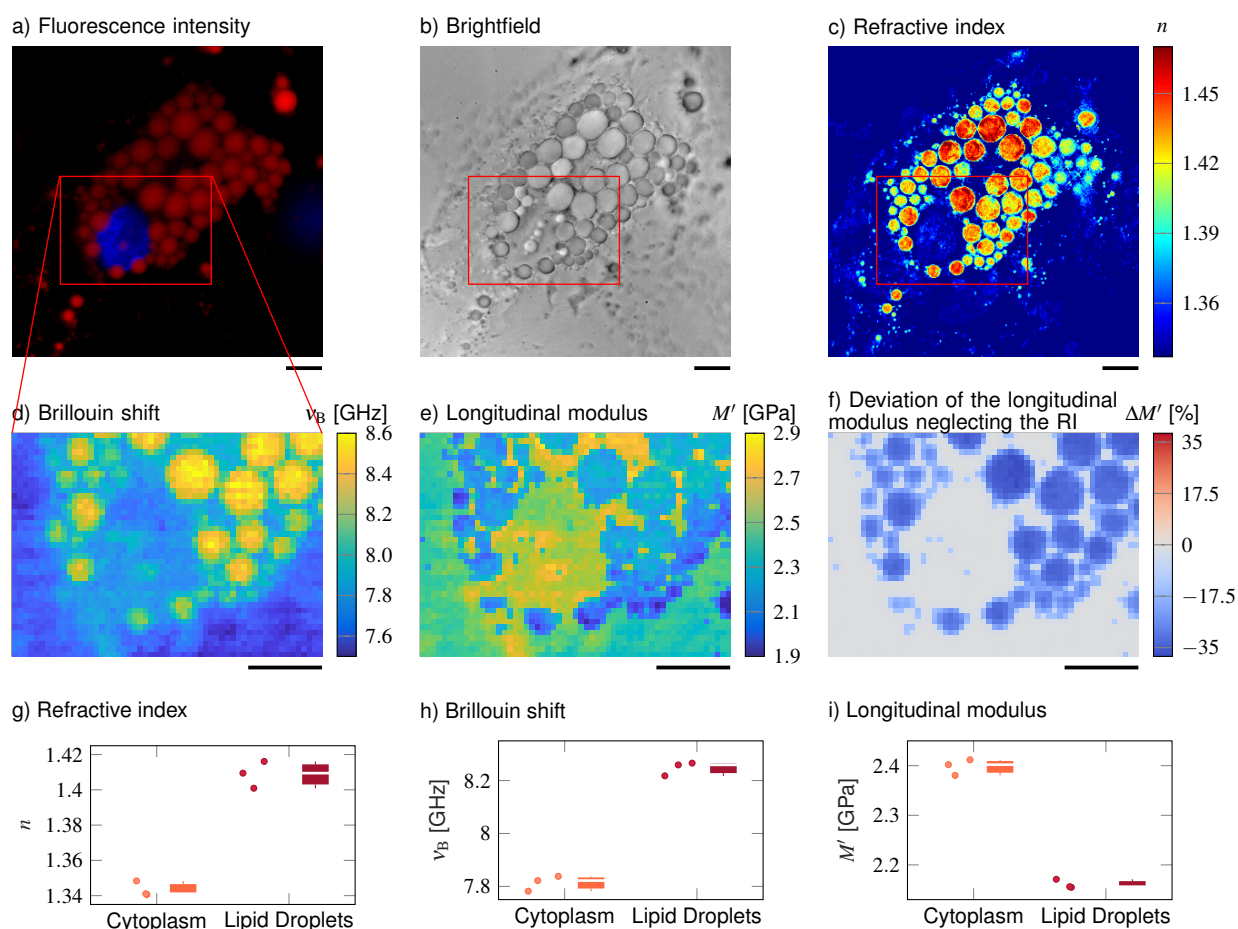 a) Fluorescence intensity
b) Brightfield
c) Refractive index n
1.45
1.42
1.39
1.36
d) Brillouin shift νB [GHz]
8.6
8.4
8.2
8.0
7.8
7.6
e) Longitudinal modulus M′ [GPa]
2.9
2.7
2.5
2.3
2.1
1.9
f) Deviation of the longitudinal
modulus neglecting the RI ΔM′ [%]
35
17.5
0
−17.5
−35
g) Refractive index
1.42
1.4
1.38
1.36
1.34
n
Cytoplasm Lipid Droplets
h) Brillouin shift
8.2
8
7.8
νB [GHz]
Cytoplasm Lipid Droplets
i) Longitudinal modulus
2.4
2.3
2.2
M′ [GPa]
Cytoplasm Lipid Droplets